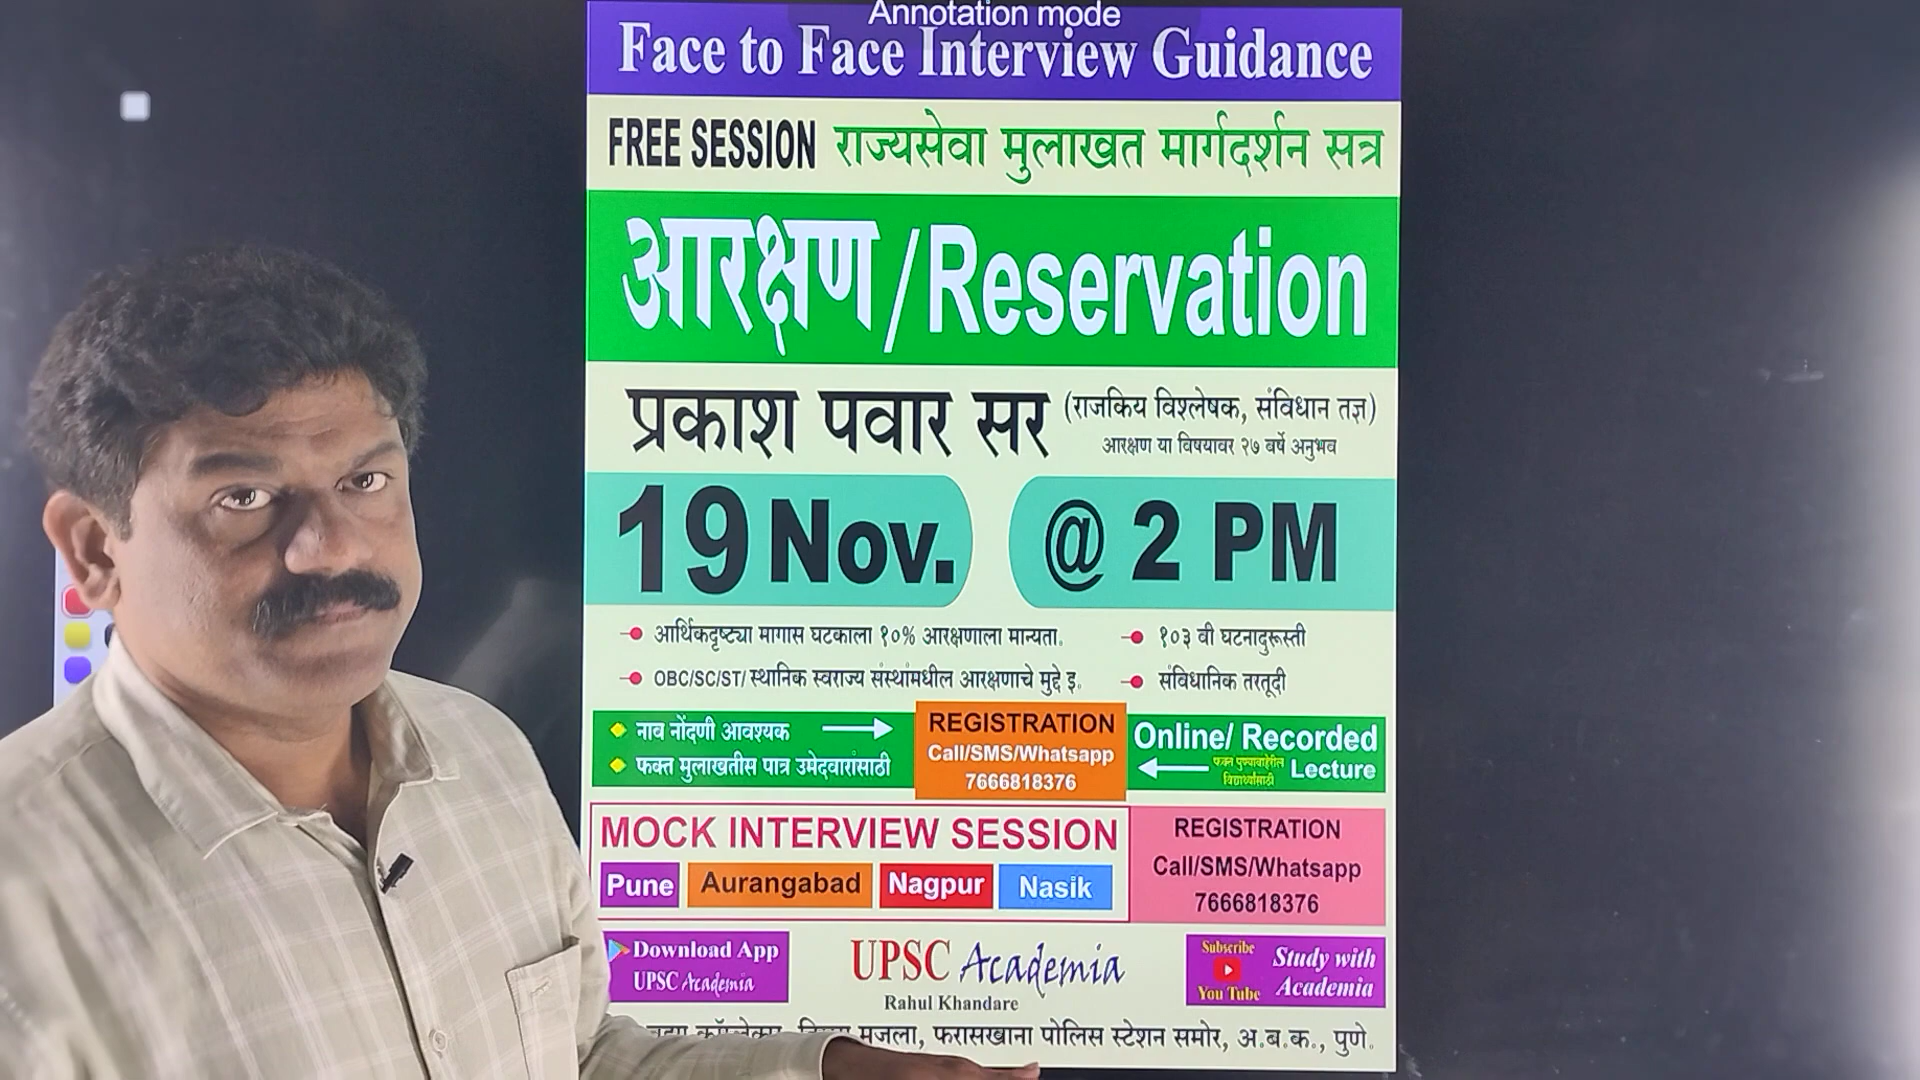 Annotation mode
Face to Face Interview Guidance
FREE SESSION राज्यसेवा मुलाखत मार्गदर्शन सत्र
आरक्षण /Reservation
प्रकाश पवार सर (राजकिय विश्लेषक, संविधान तज्ञ)
आरक्षण या विषयावर २७ बर्षे अनुभव
19 Nov. @ 2 PM
आर्थिकदृष्ट्या मागास घटकाला १०% आरक्षणाला मान्यता.
१०३ वी घटनादुरूस्ती
OBC/SC/ST/ स्थानिक स्वराज्य संस्थांमधील आरक्षणाचे मुद्दे इ.
संविधानिक तरतूदी
नाव नोंदणी आवश्यक
फक्त मुलाखतीस पात्र उमेदवारांसाठी
REGISTRATION
Call/SMS/Whatsapp
7666818376
Online/ Recorded
फक्त पुण्याबाहेरील
विद्यार्थ्यांसाठी
Lecture
MOCK INTERVIEW SESSION
Pune Aurangabad Nagpur Nasik
REGISTRATION
Call/SMS/Whatsapp
7666818376
Download App
UPSC Academia
UPSC Academia
Rahul Khandare
Subscribe
You Tube
Study with
Academia
मजला, फरासखाना पोलिस स्टेशन समोर, अ.ब.क., पुणे.